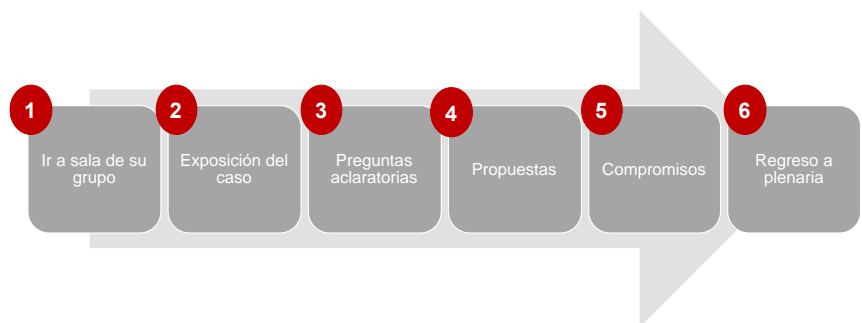 1
Ir a sala de su
grupo
2
Exposición del
caso
3
Preguntas
aclaratorias
4
Propuestas
5
Compromisos
6
Regreso a
plenaria